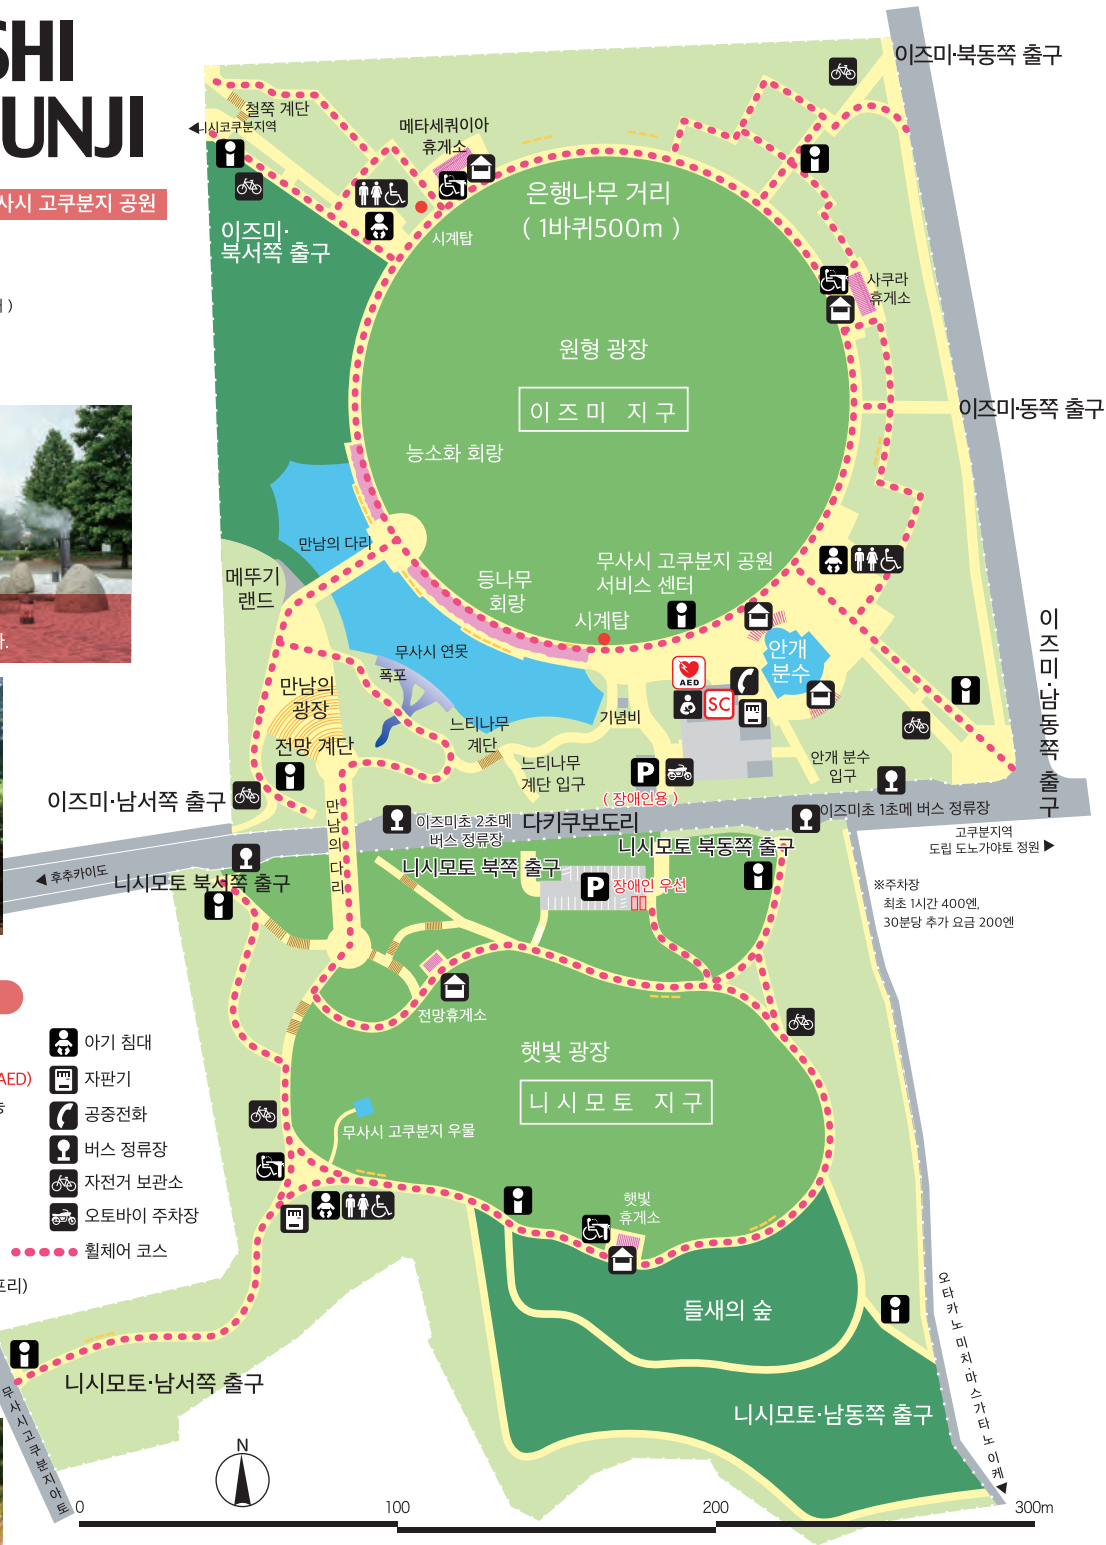 SHI
UNJI
사시 고쿠분지 공원
이즈미·북동쪽 출구
철쭉 계단
◀니시코쿠분지역
메타세쿼이아
휴게소
은행나무 거리
( 1바퀴500m )
이즈미·
북서쪽 출구
시계탑
사쿠라
휴게소
원형 광장
이즈미 지구
이즈미·동쪽 출구
능소화 회랑
만남의 다리
메뚜기
랜드
등나무
회랑
무사시 고쿠분지 공원
서비스 센터
시계탑
안개
분수
무사시 연못
폭포
만남의
광장
전망 계단
AED
SC
기념비
느티나무
계단
느티나무
계단 입구
P
( 장애인용 )
안개 분수
입구
이즈미·남동쪽 출구
이즈미·남서쪽 출구
만남의 다리
이즈미초 2초메
버스 정류장
다키쿠보도리
이즈미초 1초메 버스 정류장
고쿠분지역
도립 도노가야토 정원 ▶
◀ 후추카이도
니시모토 북서쪽 출구
니시모토 북쪽 출구
니시모토 북동쪽 출구
P
장애인 우선
※주차장
최초 1시간 400엔,
30분당 추가 요금 200엔
전망휴게소
햇빛 광장
니시모토 지구
무사시 고쿠분지 우물
햇빛
휴게소
들새의 숲
니시모토·남서쪽 출구
니시모토·남동쪽 출구
오타카노미치·마스가타노이케
무사시고쿠분지아토
아기 침대
AED)
자판기
공중전화
버스 정류장
자전거 보관소
오토바이 주차장
휠체어 코스
프리)
N
0
100
200
300m